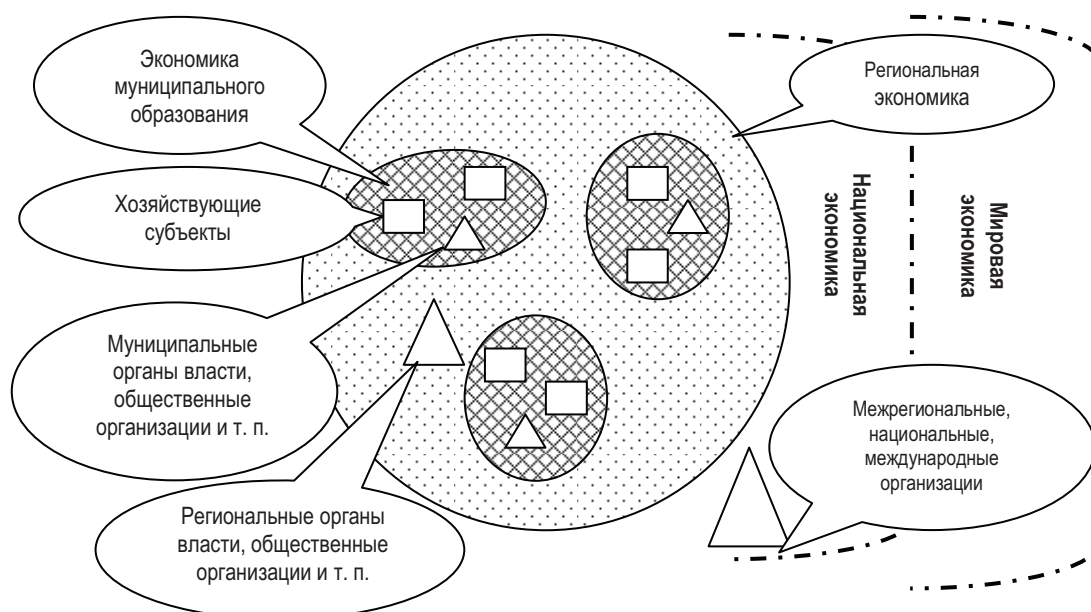 Экономика
муниципального
образования
Региональная
экономика
Хозяйствующие
субъекты
Национальная
экономика
Мировая
экономика
Муниципальные
органы власти,
общественные
организации и т. п.
Межрегиональные,
национальные,
международные
организации
Региональные органы
власти, общественные
организации и т. п.